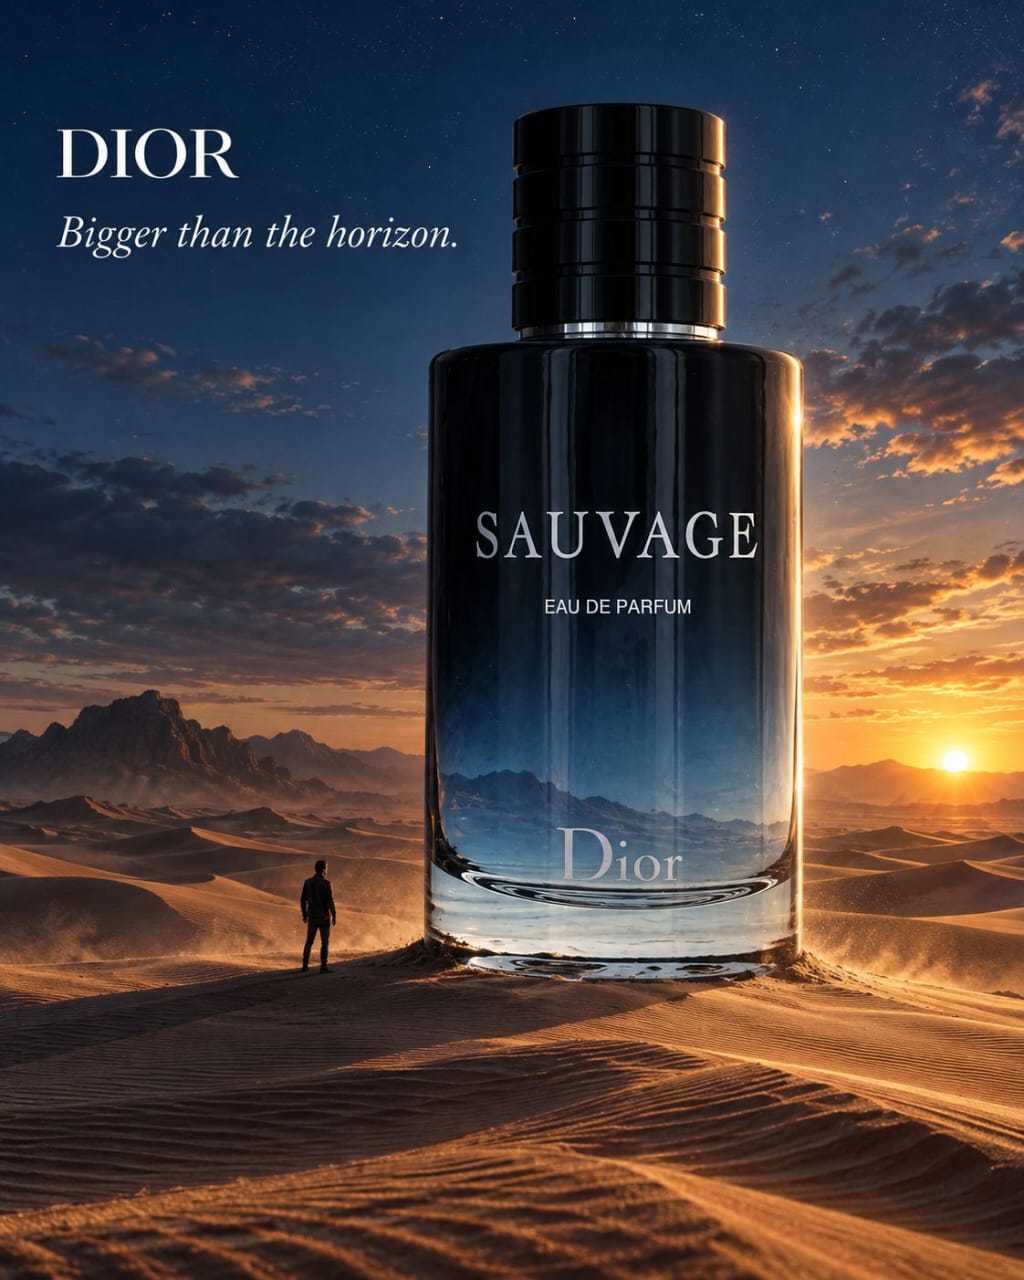 DIOR
Bigger than the horizon.
SAUVAGE
EAU DE PARFUM
Dior